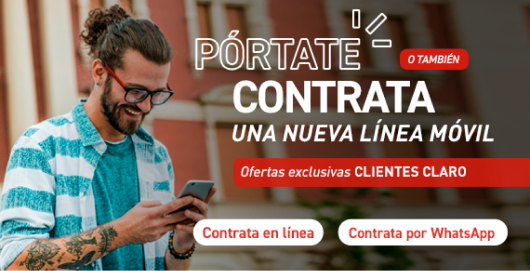 PÓRTATE
O TAMBIÉN
CONTRATA
UNA NUEVA LÍNEA MÓVIL
Ofertas exclusivas CLIENTES CLARO
Contrata en línea
Contrata por WhatsApp